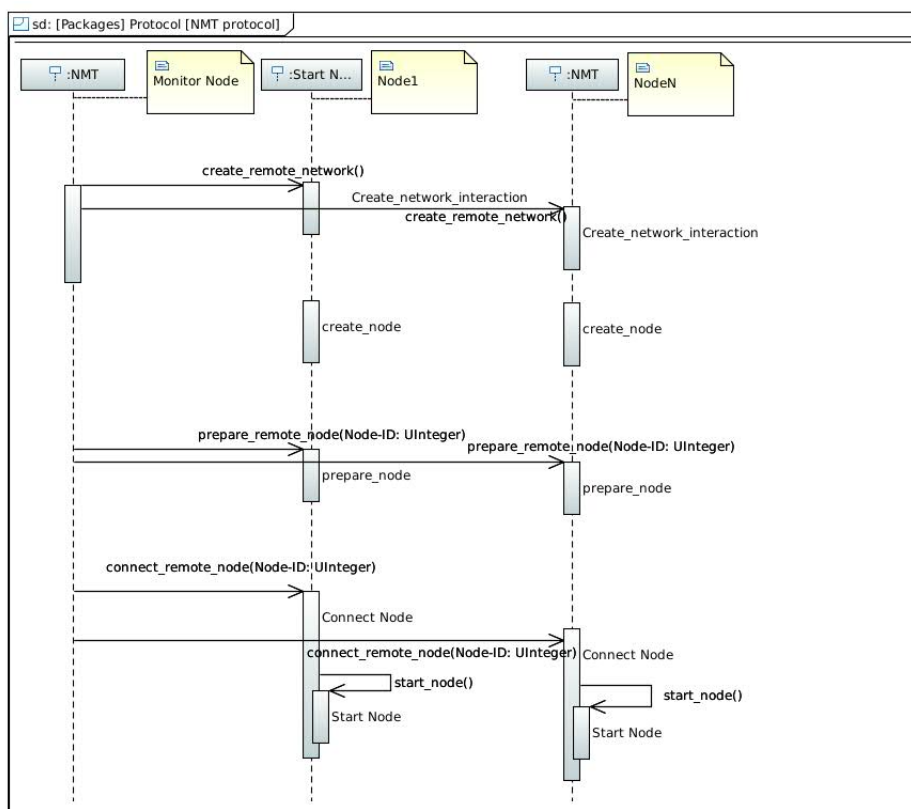 sd: [Packages] Protocol [NMT protocol]
:NMT
Monitor Node
:Start N...
Node1
:NMT
NodeN
create_remote_network()
Create_network_interaction
create_remote_network()
Create_network_interaction
create_node
create_node
prepare_remote_node(Node-ID: UInteger)
prepare_remote_node(Node-ID: UInteger)
prepare_node
prepare_node
connect_remote_node(Node-ID: UInteger)
Connect Node
connect_remote_node(Node-ID: UInteger)
Connect Node
start_node()
start_node()
Start Node
Start Node